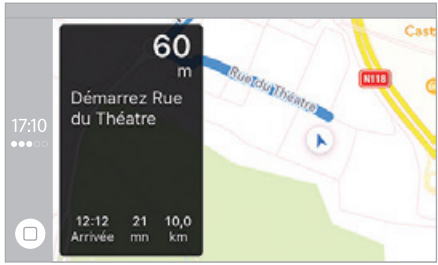 17:10
60
m
Démarrez Rue
du Théatre
12:12 21 10,0
Arrivée mn km
Rue du Théatre
N118
Cast